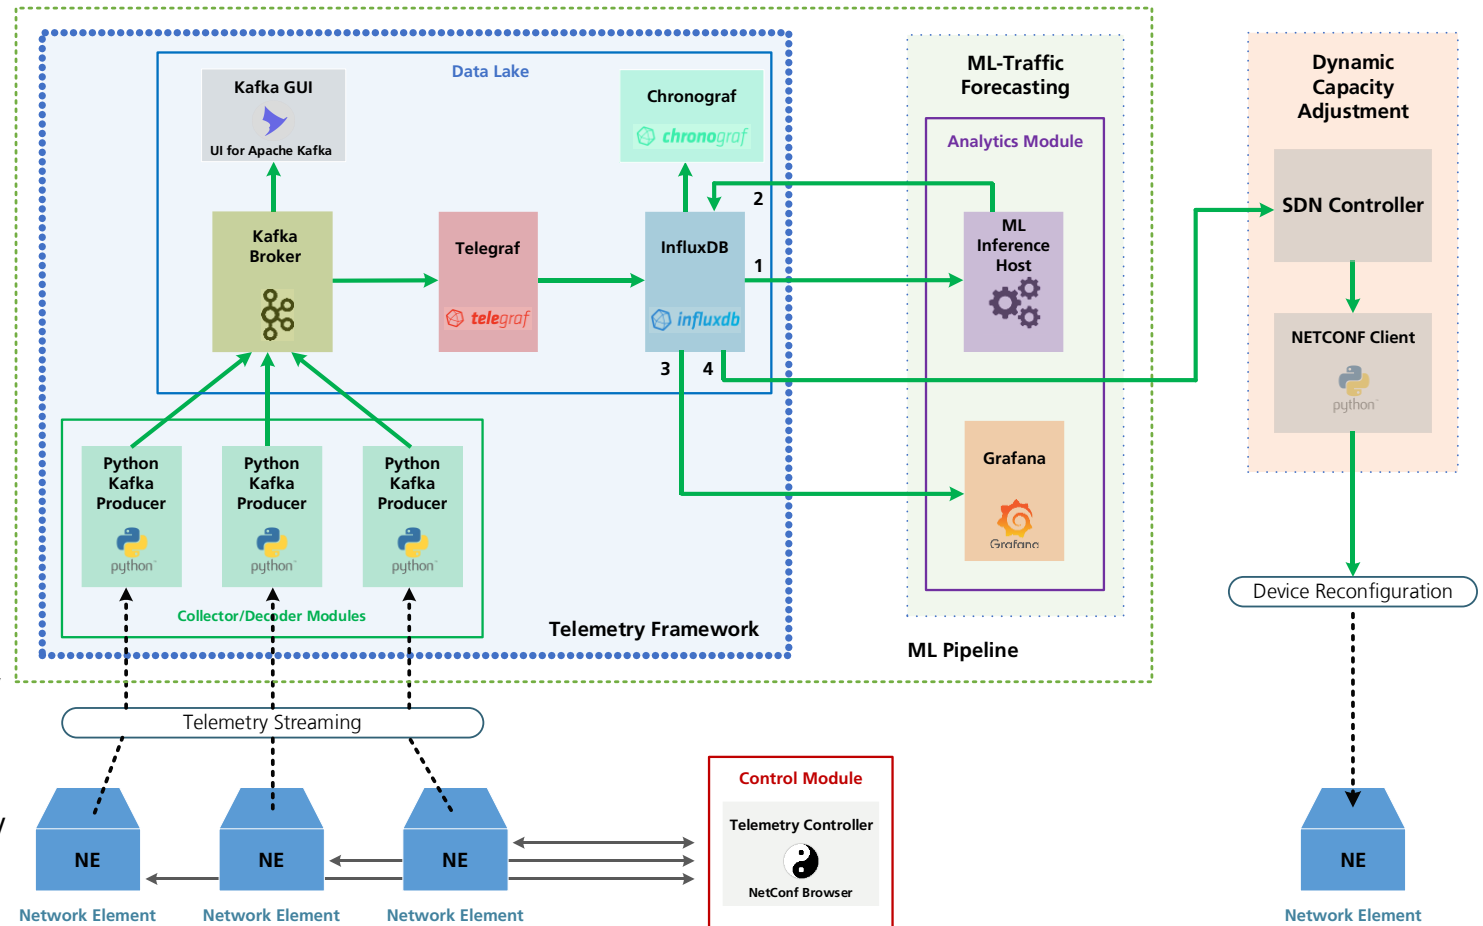 Data Lake
Kafka GUI
UI for Apache Kafka
Chronograf
chronograf
ML-Traffic
Forecasting
Dynamic
Capacity
Adjustment
Analytics Module
2
Kafka
Broker
Telegraf
telegraf
InfluxDB
influxdb
1
ML
Inference
Host
SDN Controller
NETCONF Client
python
3
4
Python
Kafka
Producer
python
Python
Kafka
Producer
python
Python
Kafka
Producer
python
Grafana
Grafana
Collector/Decoder Modules
Telemetry Framework
ML Pipeline
Device Reconfiguration
Telemetry Streaming
Control Module
Telemetry Controller
NetConf Browser
NE
NE
NE
NE
Network Element
Network Element
Network Element
Network Element